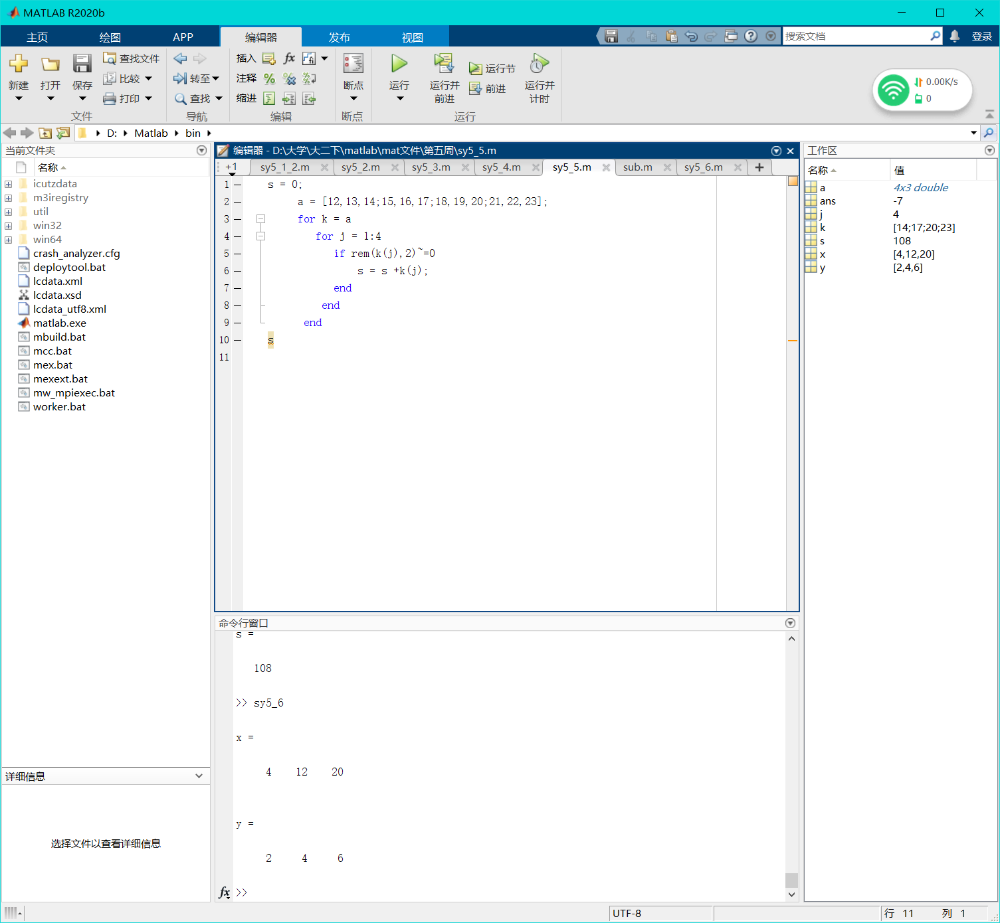 MATLAB R2020b
主页 绘图 APP 编辑器 发布 视图
搜索文档 登录
新建 打开 保存 查找文件 比较 打印
文件
转至 查找
导航
插入 fx
注释
缩进
编辑
断点
断点
运行 运行并前进 运行节 前进 运行并计时
运行
0.00K/s
0
D: Matlab bin
当前文件夹
名称
icutzdata
m3iregistry
util
win32
win64
crash_analyzer.cfg
deploytool.bat
lcdata.xml
lcdata.xsd
lcdata_utf8.xml
matlab.exe
mbuild.bat
mcc.bat
mex.bat
mexext.bat
mw_mpiexec.bat
worker.bat
详细信息
选择文件以查看详细信息
编辑器 - D:\大学\大二下\matlab\mat文件\第五周\sy5_5.m
+1 sy5_1_2.m sy5_2.m sy5_3.m sy5_4.m sy5_5.m sub.m sy5_6.m +
1 s = 0;
2 a = [12,13,14;15,16,17;18,19,20;21,22,23];
3 for k = a
4 for j = 1:4
5 if rem(k(j),2)~=0
6 s = s +k(j);
7 end
8 end
9 end
10 s
11
命令行窗口
s =
108
>> sy5_6
x =
4 12 20
y =
2 4 6
fx >>
工作区
名称 值
a 4x3 double
ans -7
j 4
k [14;17;20;23]
s 108
x [4,12,20]
y [2,4,6]
UTF-8 行 11 列 1